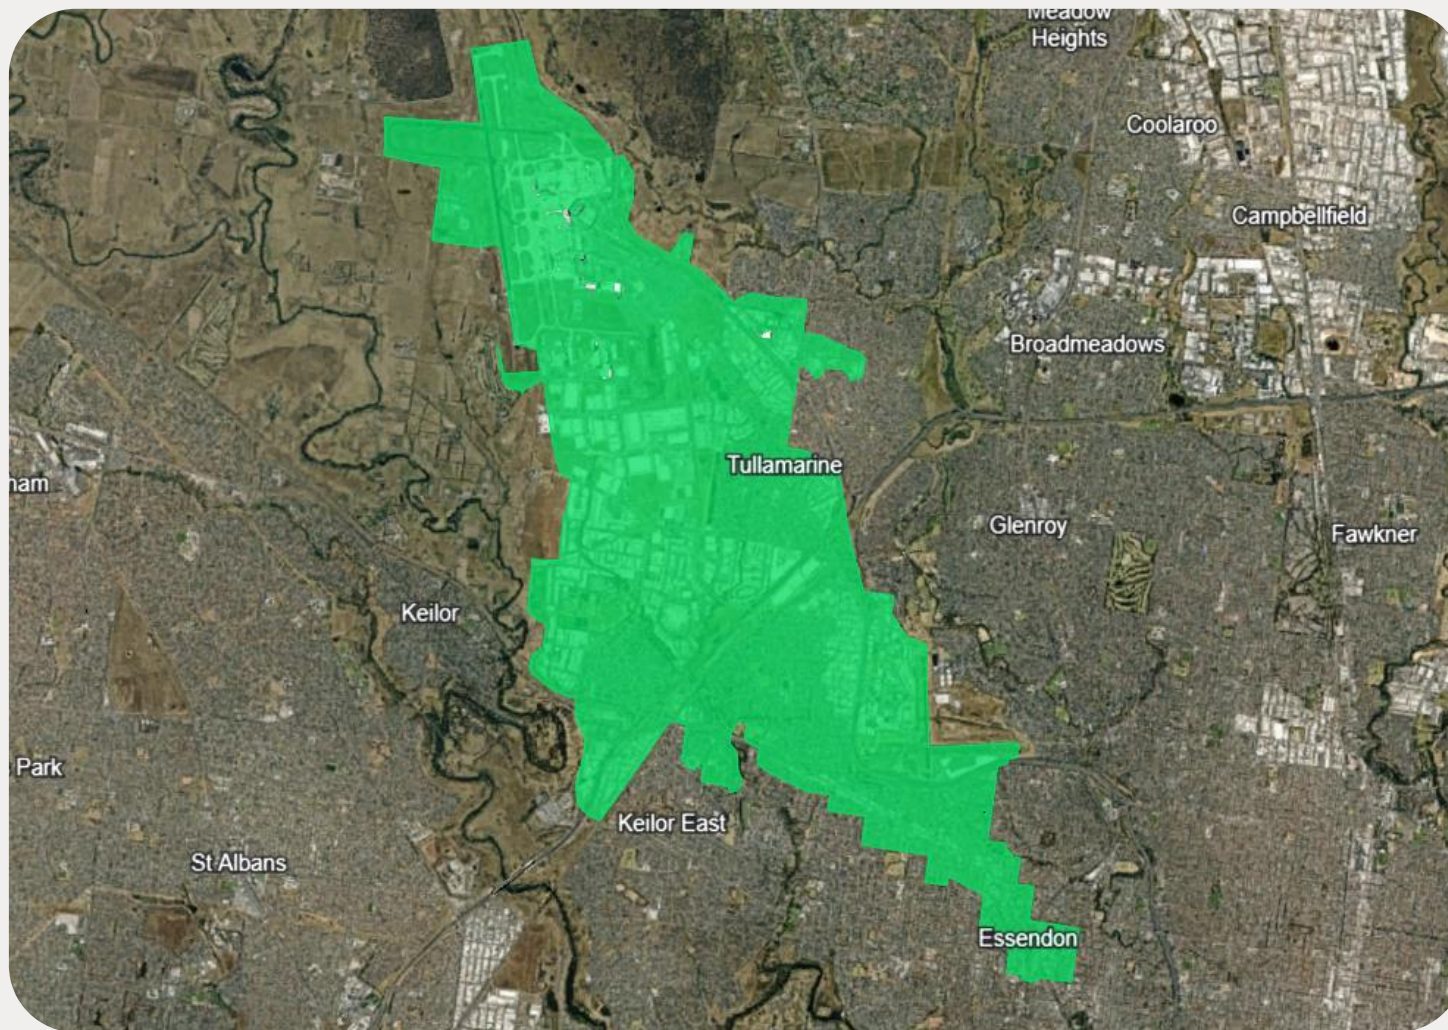 Meadow
Heights
Coolaroo
Campbellfield
Broadmeadows
Tullamarine
Glenroy
Fawkner
Keilor
Park
Keilor East
St Albans
Essendon